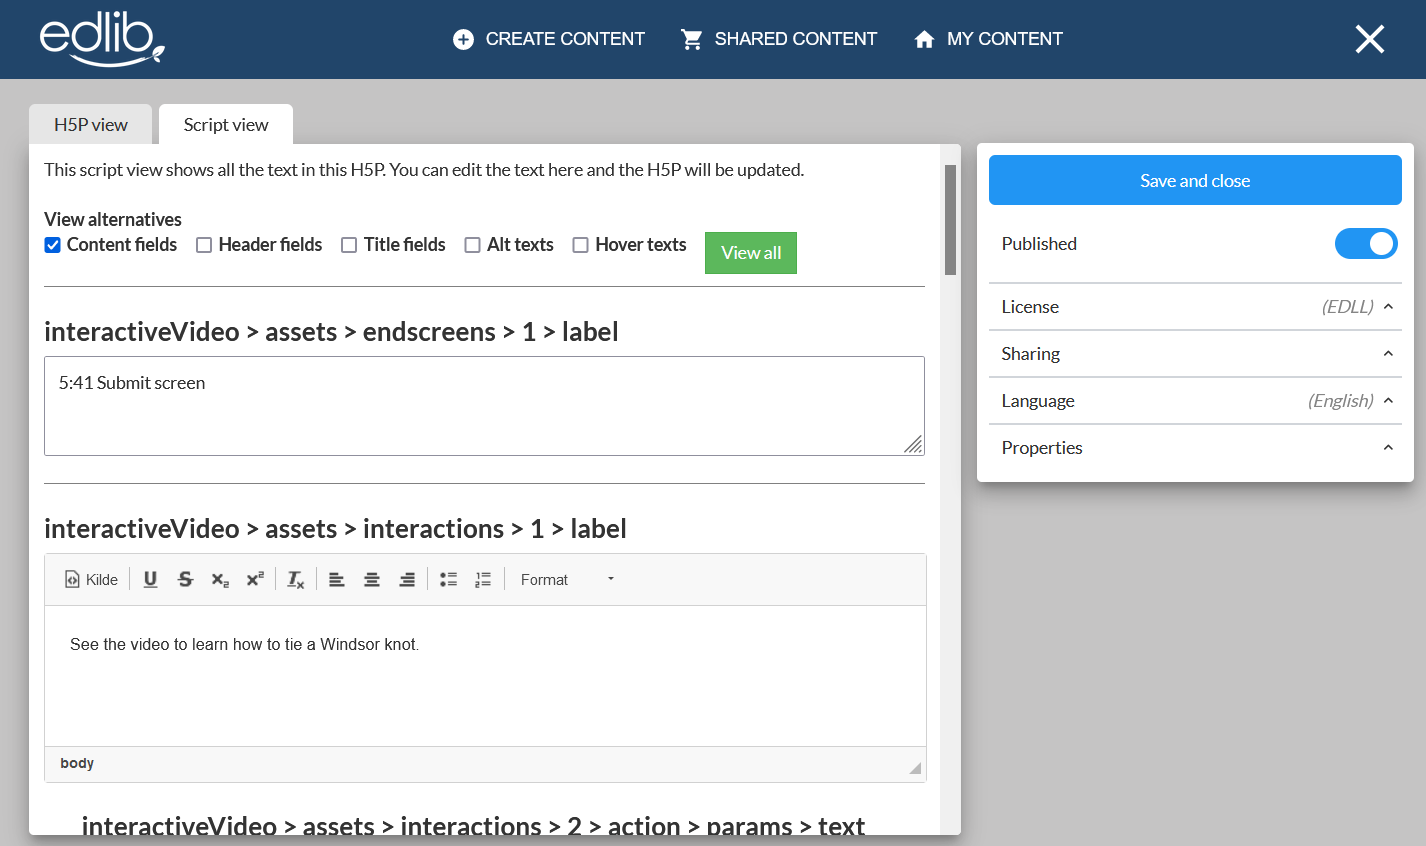 edlib
CREATE CONTENT
SHARED CONTENT
MY CONTENT
H5P view
Script view
This script view shows all the text in this H5P. You can edit the text here and the H5P will be updated.
View alternatives
Content fields
Header fields
Title fields
Alt texts
Hover texts
View all
interactiveVideo > assets > endscreens > 1 > label
5:41 Submit screen
interactiveVideo > assets > interactions > 1 > label
Kilde
Format
See the video to learn how to tie a Windsor knot.
body
interactiveVideo > assets > interactions > 2 > action > params > text
Save and close
Published
License (EDLL)
Sharing
Language (English)
Properties